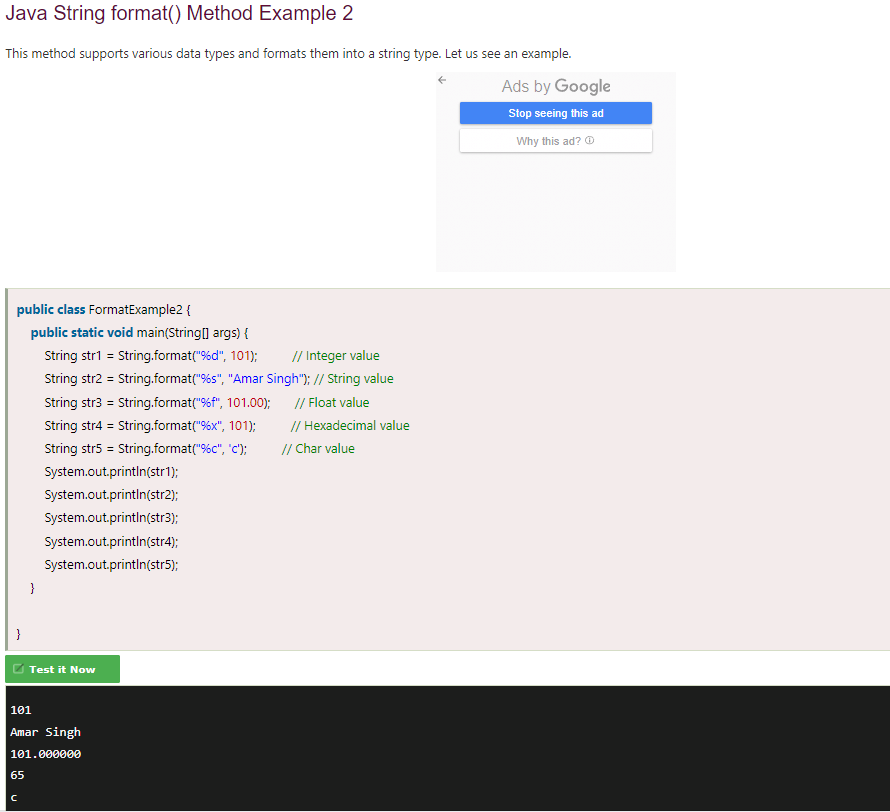 Java String format() Method Example 2
This method supports various data types and formats them into a string type. Let us see an example.
Ads by Google
Stop seeing this ad
Why this ad?
public class FormatExample2 {
public static void main(String[] args) {
String str1 = String.format("%d", 101); // Integer value
String str2 = String.format("%s", "Amar Singh"); // String value
String str3 = String.format("%f", 101.00); // Float value
String str4 = String.format("%x", 101); // Hexadecimal value
String str5 = String.format("%c", 'c'); // Char value
System.out.println(str1);
System.out.println(str2);
System.out.println(str3);
System.out.println(str4);
System.out.println(str5);
}
}
Test it Now
101
Amar Singh
101.000000
65
c